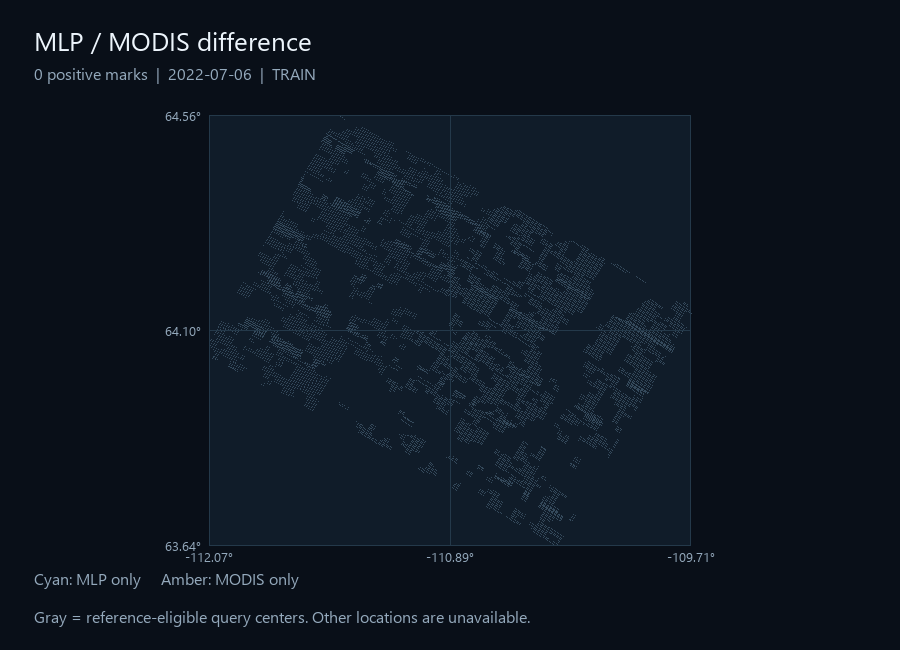 MLP / MODIS difference
0 positive marks | 2022-07-06 | TRAIN
64.56°
64.10°
63.64°
-112.07° -110.89° -109.71°
Cyan: MLP only Amber: MODIS only
Gray = reference-eligible query centers. Other locations are unavailable.